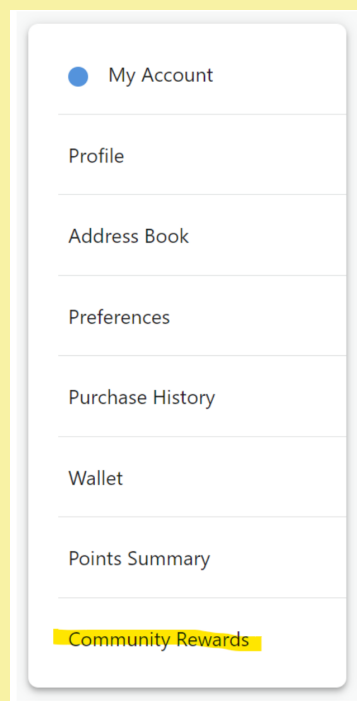 My Account
Profile
Address Book
Preferences
Purchase History
Wallet
Points Summary
Community Rewards